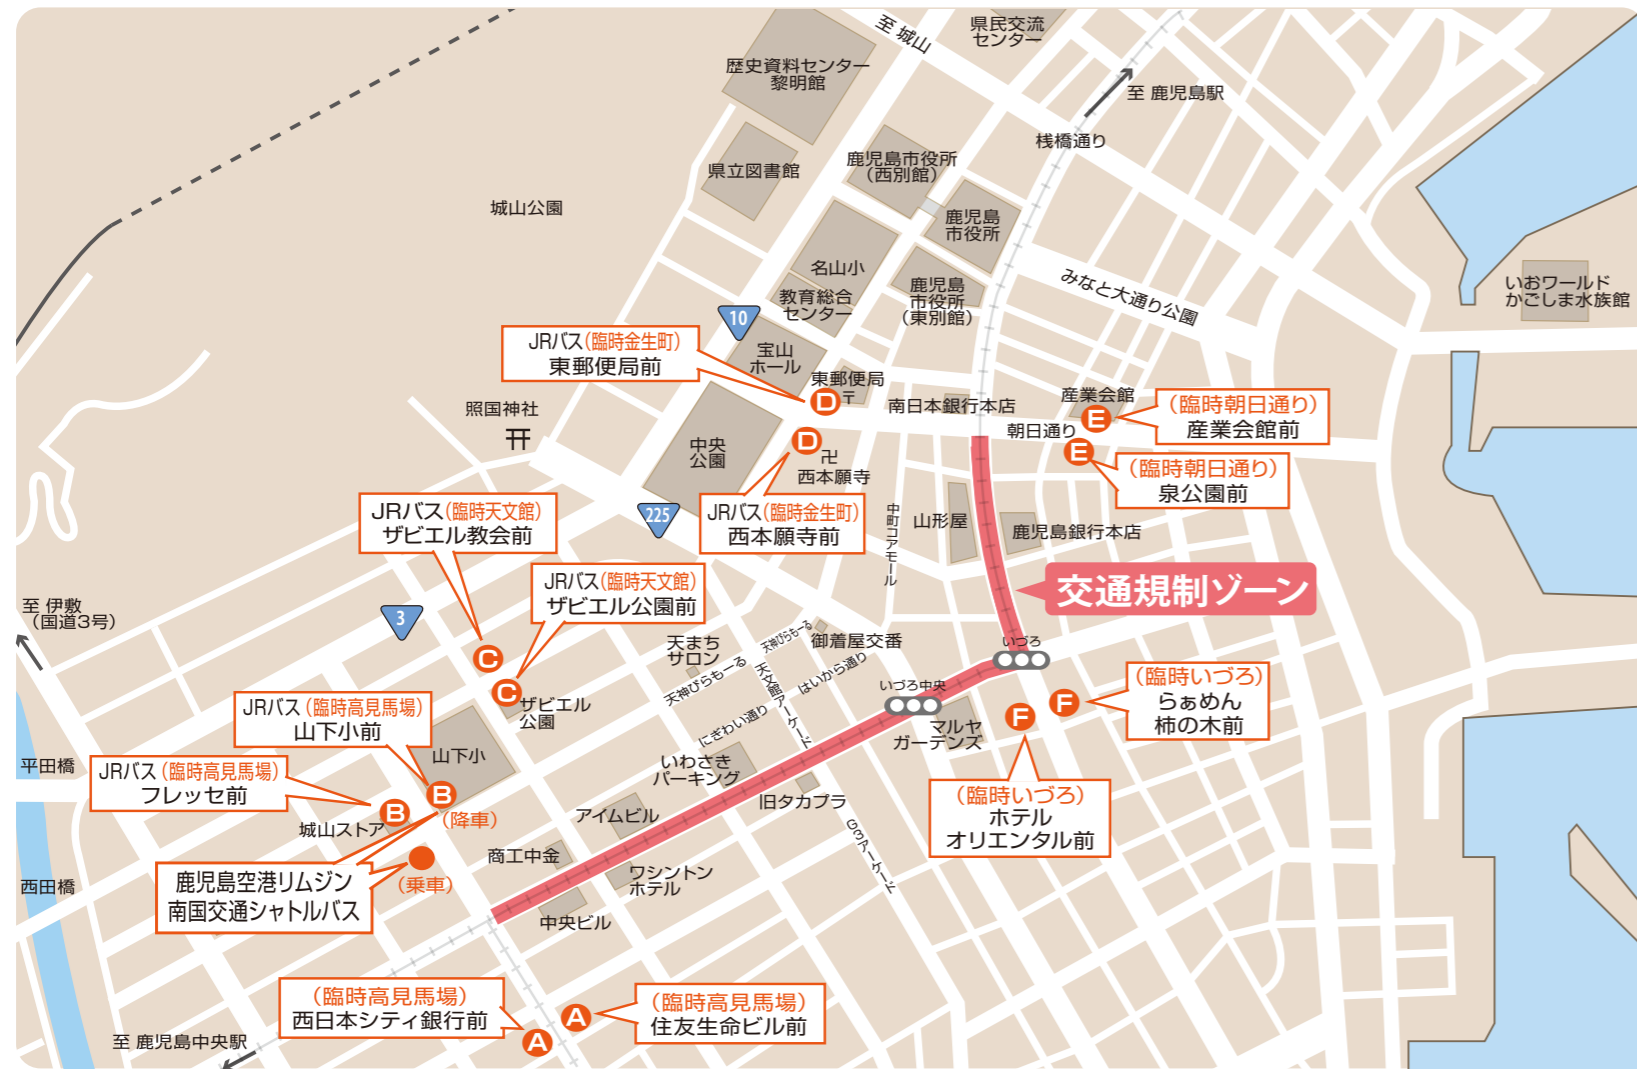 至 城山
県民交流
センター
歴史資料センター
黎明館
至 鹿児島駅
桟橋通り
県立図書館
鹿児島市役所
(西別館)
城山公園
鹿児島
市役所
名山小
みなと大通り公園
いおワールド
かごしま水族館
教育総合
センター
鹿児島
市役所
(東別館)
10
JRバス(臨時金生町)
東郵便局前
宝山
ホール
東郵便局
〒
D
南日本銀行本店
産業会館
E
(臨時朝日通り)
産業会館前
朝日通り
照国神社
中央
公園
D
卍
西本願寺
E
(臨時朝日通り)
泉公園前
JRバス(臨時天文館)
ザビエル教会前
225
JRバス(臨時金生町)
西本願寺前
中町コアモール
山形屋
鹿児島銀行本店
JRバス(臨時天文館)
ザビエル公園前
交通規制ゾーン
至 伊敷
(国道3号)
3
天まち
サロン
天神ぴらもーる
御着屋交番
いづろ
C
C
天神ぴらもーる
天文館アーケード
はいから通り
いづろ中央
ザビエル
公園
にぎわい通り
マルヤ
ガーデンズ
F
F
(臨時いづろ)
らぁめん
柿の木前
JRバス(臨時高見馬場)
山下小前
山下小
平田橋
JRバス(臨時高見馬場)
フレッセ前
B
B
(降車)
城山ストア
いわさき
パーキング
旧タカプラ
アイムビル
(臨時いづろ)
ホテル
オリエンタル前
G3アーケード
商工中金
ワシントン
ホテル
西田橋
鹿児島空港リムジン
南国交通シャトルバス
(乗車)
中央ビル
(臨時高見馬場)
西日本シティ銀行前
A
A
(臨時高見馬場)
住友生命ビル前
至 鹿児島中央駅